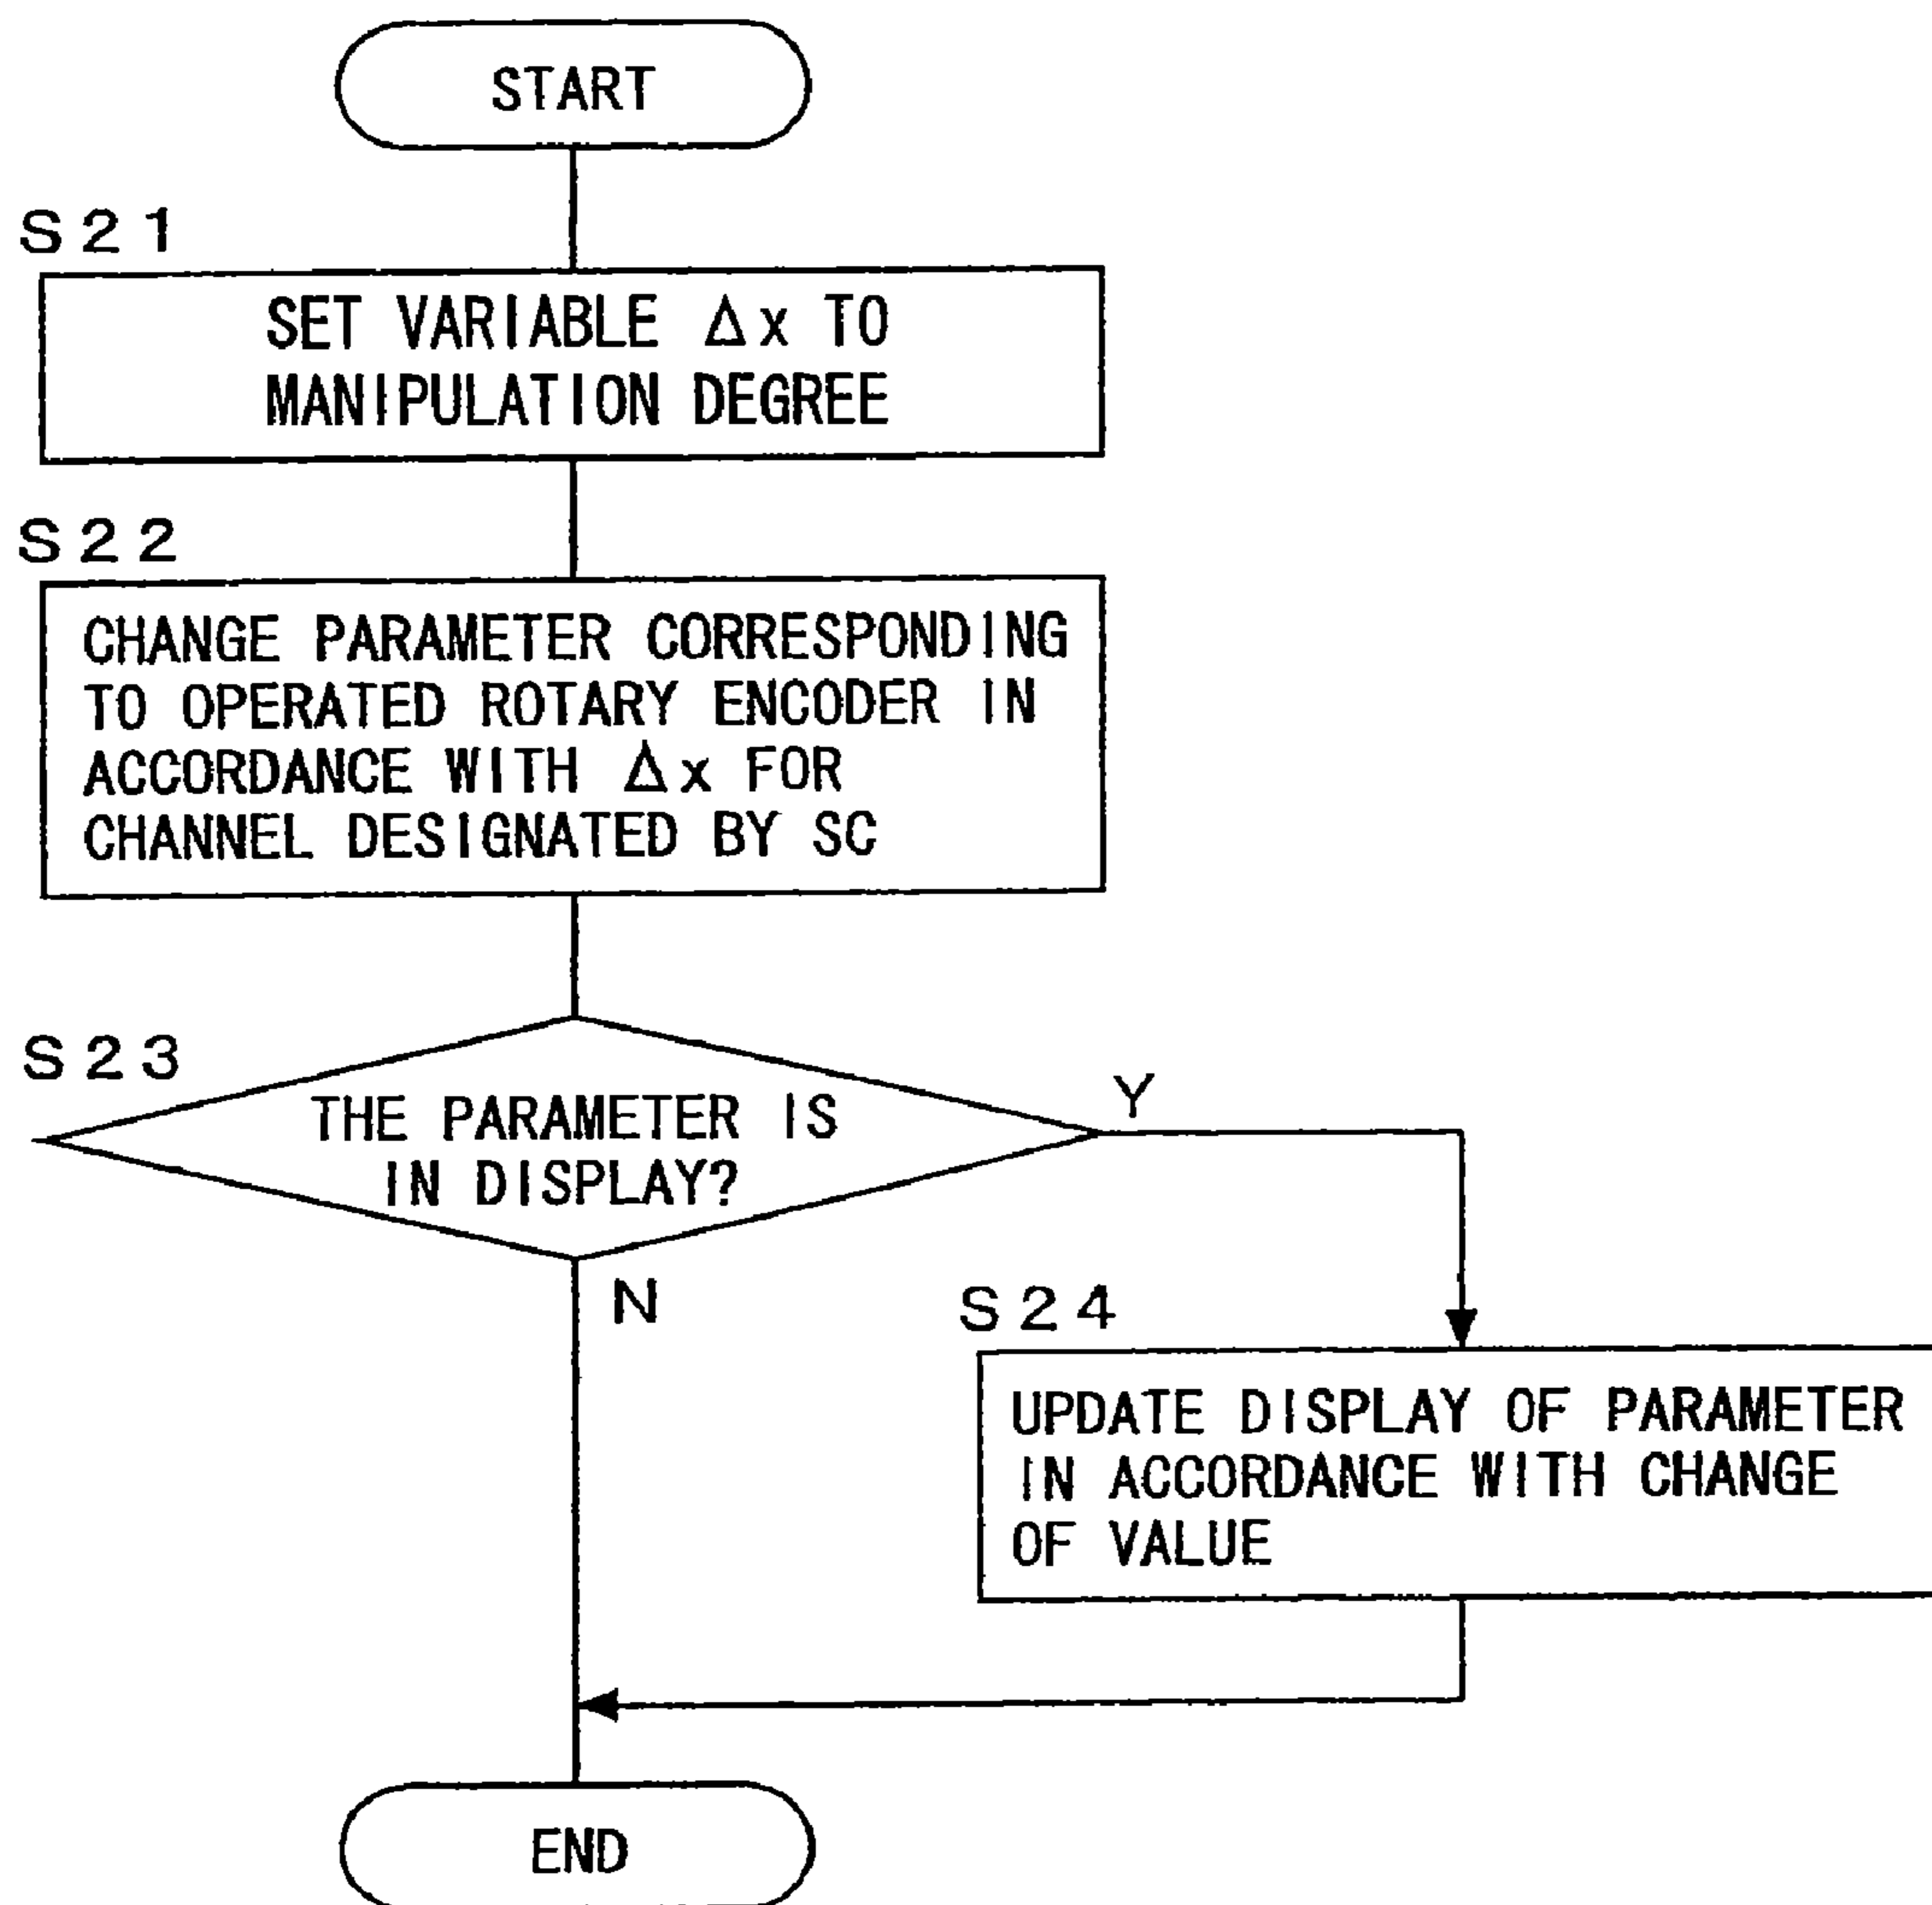 START
S21
SET VARIABLE Δx TO
MANIPULATION DEGREE
S22
CHANGE PARAMETER CORRESPONDING
TO OPERATED ROTARY ENCODER IN
ACCORDANCE WITH Δx FOR
CHANNEL DESIGNATED BY SC
S23
THE PARAMETER IS
IN DISPLAY?
Y
N
S24
UPDATE DISPLAY OF PARAMETER
IN ACCORDANCE WITH CHANGE
OF VALUE
END